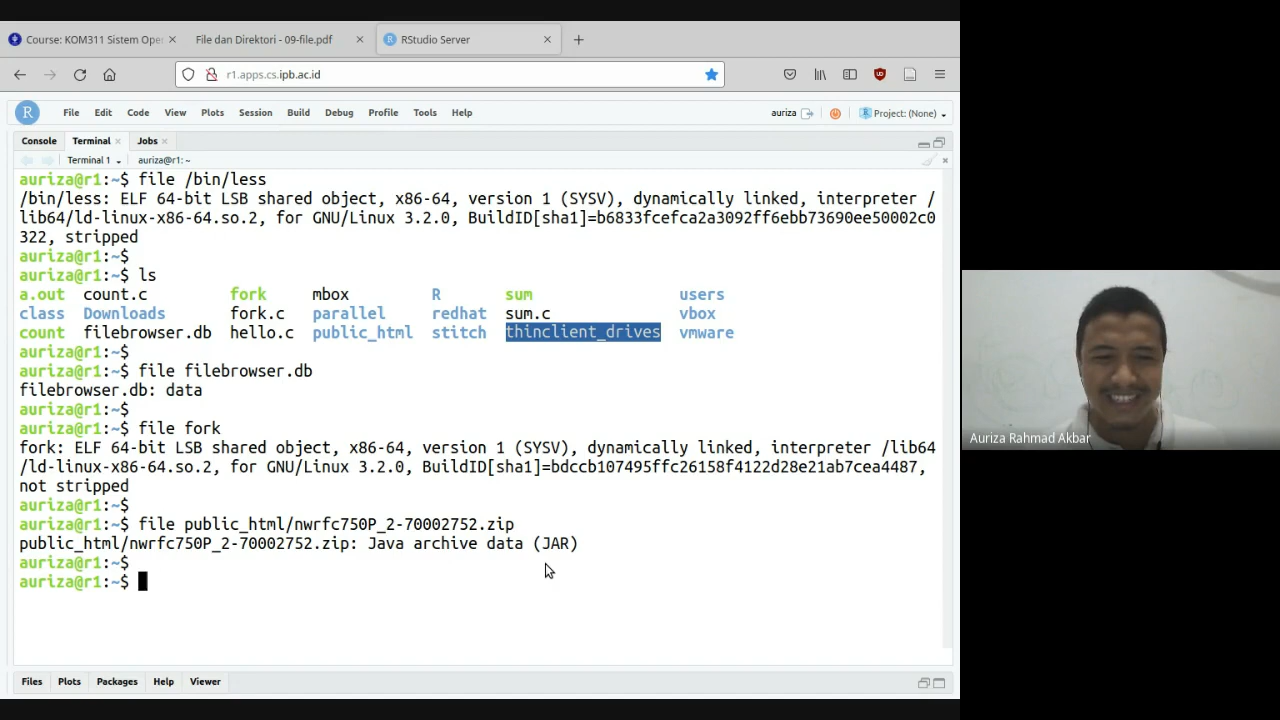 Course: KOM311 Sistem Ope
File dan Direktori - 09-file.pdf
RStudio Server
r1.apps.cs.ipb.ac.id
File Edit Code View Plots Session Build Debug Profile Tools Help
auriza
Project: (None)
Console Terminal Jobs
Terminal 1 auriza@r1: ~
auriza@r1:~$ file /bin/less
/bin/less: ELF 64-bit LSB shared object, x86-64, version 1 (SYSV), dynamically linked, interpreter /
lib64/ld-linux-x86-64.so.2, for GNU/Linux 3.2.0, BuildID[sha1]=b6833fcefca2a3092ff6ebb73690ee50002c0
322, stripped
auriza@r1:~$
auriza@r1:~$ ls
a.out count.c fork mbox R sum users
class Downloads fork.c parallel redhat sum.c vbox
count filebrowser.db hello.c public_html stitch thinclient_drives vmware
auriza@r1:~$
auriza@r1:~$ file filebrowser.db
filebrowser.db: data
auriza@r1:~$
auriza@r1:~$ file fork
fork: ELF 64-bit LSB shared object, x86-64, version 1 (SYSV), dynamically linked, interpreter /lib64
/ld-linux-x86-64.so.2, for GNU/Linux 3.2.0, BuildID[sha1]=bdccb107495ffc26158f4122d28e21ab7cea4487,
not stripped
auriza@r1:~$
auriza@r1:~$ file public_html/nwrfc750P_2-70002752.zip
public_html/nwrfc750P_2-70002752.zip: Java archive data (JAR)
auriza@r1:~$
auriza@r1:~$
Files Plots Packages Help Viewer
Auriza Rahmad Akbar